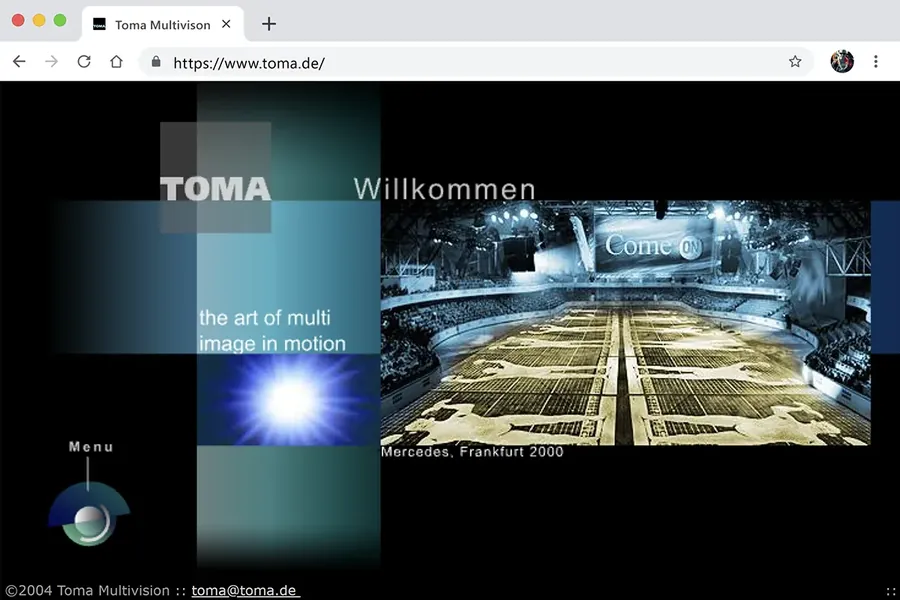 TOMA
Toma Multivison
https://www.toma.de/
TOMA
Willkommen
Come ON
the art of multi
image in motion
Menu
Mercedes, Frankfurt 2000
©2004 Toma Multivision :: toma@toma.de
::